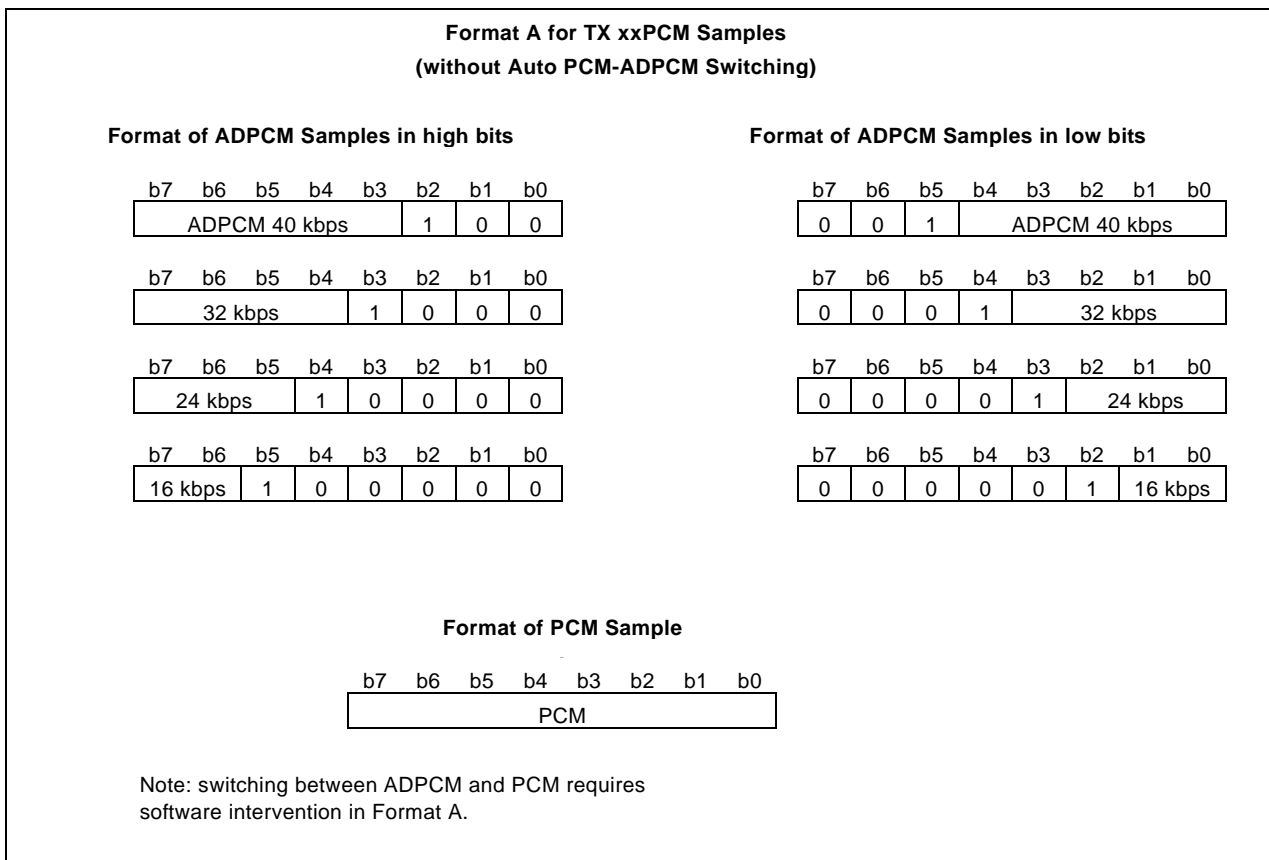 Format A for TX xxPCM Samples
(without Auto PCM-ADPCM Switching)
Format of ADPCM Samples in high bits
b7 b6 b5 b4 b3 b2 b1 b0
ADPCM 40 kbps 1 0 0
b7 b6 b5 b4 b3 b2 b1 b0
32 kbps 1 0 0 0
b7 b6 b5 b4 b3 b2 b1 b0
24 kbps 1 0 0 0 0
b7 b6 b5 b4 b3 b2 b1 b0
16 kbps 1 0 0 0 0 0
Format of ADPCM Samples in low bits
b7 b6 b5 b4 b3 b2 b1 b0
0 0 1 ADPCM 40 kbps
b7 b6 b5 b4 b3 b2 b1 b0
0 0 0 1 32 kbps
b7 b6 b5 b4 b3 b2 b1 b0
0 0 0 0 1 24 kbps
b7 b6 b5 b4 b3 b2 b1 b0
0 0 0 0 0 1 16 kbps
Format of PCM Sample
b7 b6 b5 b4 b3 b2 b1 b0
PCM
Note: switching between ADPCM and PCM requires
software intervention in Format A.